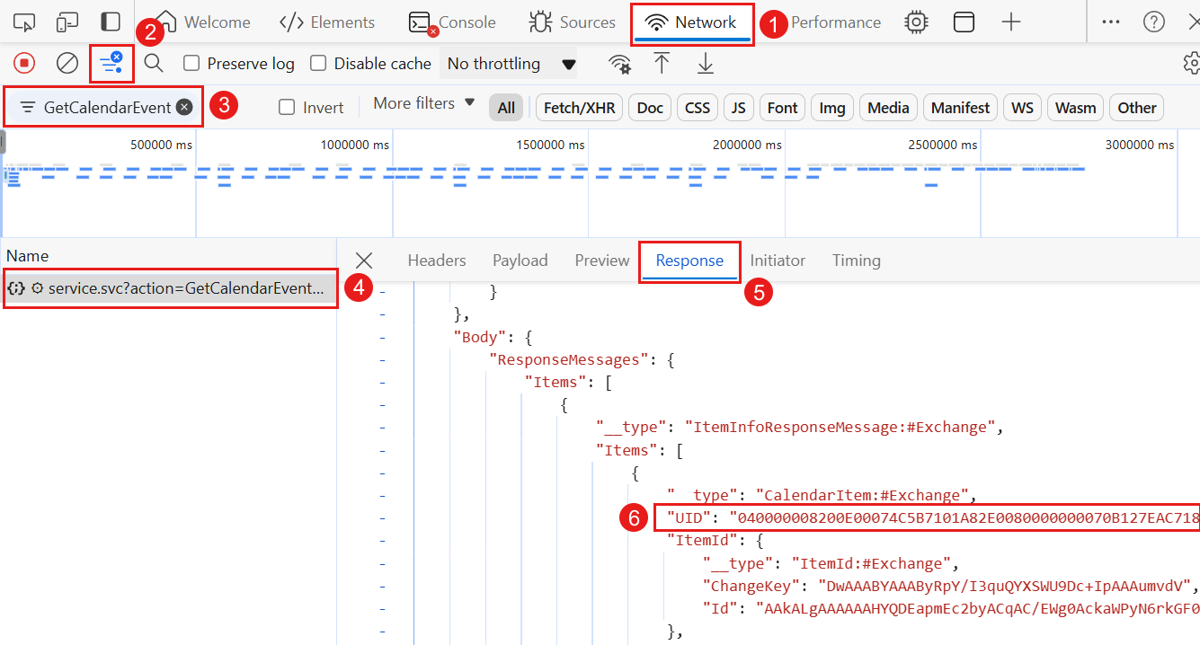 2 Welcome Elements Console Sources Network 1 Performance
Preserve log Disable cache No throttling
GetCalendarEvent 3 Invert More filters All Fetch/XHR Doc CSS JS Font Img Media Manifest WS Wasm Other
500000 ms 1000000 ms 1500000 ms 2000000 ms 2500000 ms 3000000 ms
Name Headers Payload Preview Response Initiator Timing
service.svc?action=GetCalendarEvent... 4 5
- }
- },
- "Body": {
- "ResponseMessages": {
- "Items": [
- {
- "__type": "ItemInfoResponseMessage:#Exchange",
- "Items": [
- {
- "__type": "CalendarItem:#Exchange",
- 6 "UID": "040000008200E00074C5B7101A82E0080000000070B127EAC718
- "ItemId": {
- "__type": "ItemId:#Exchange",
- "ChangeKey": "DwAAABYAAAByRpY/I3quQYXSWU9Dc+IpAAAumvdV",
- "Id": "AAkALgAAAAAAHYQDEapmEc2byACqAC/EWg0AckaWPyN6rkGF0
- },